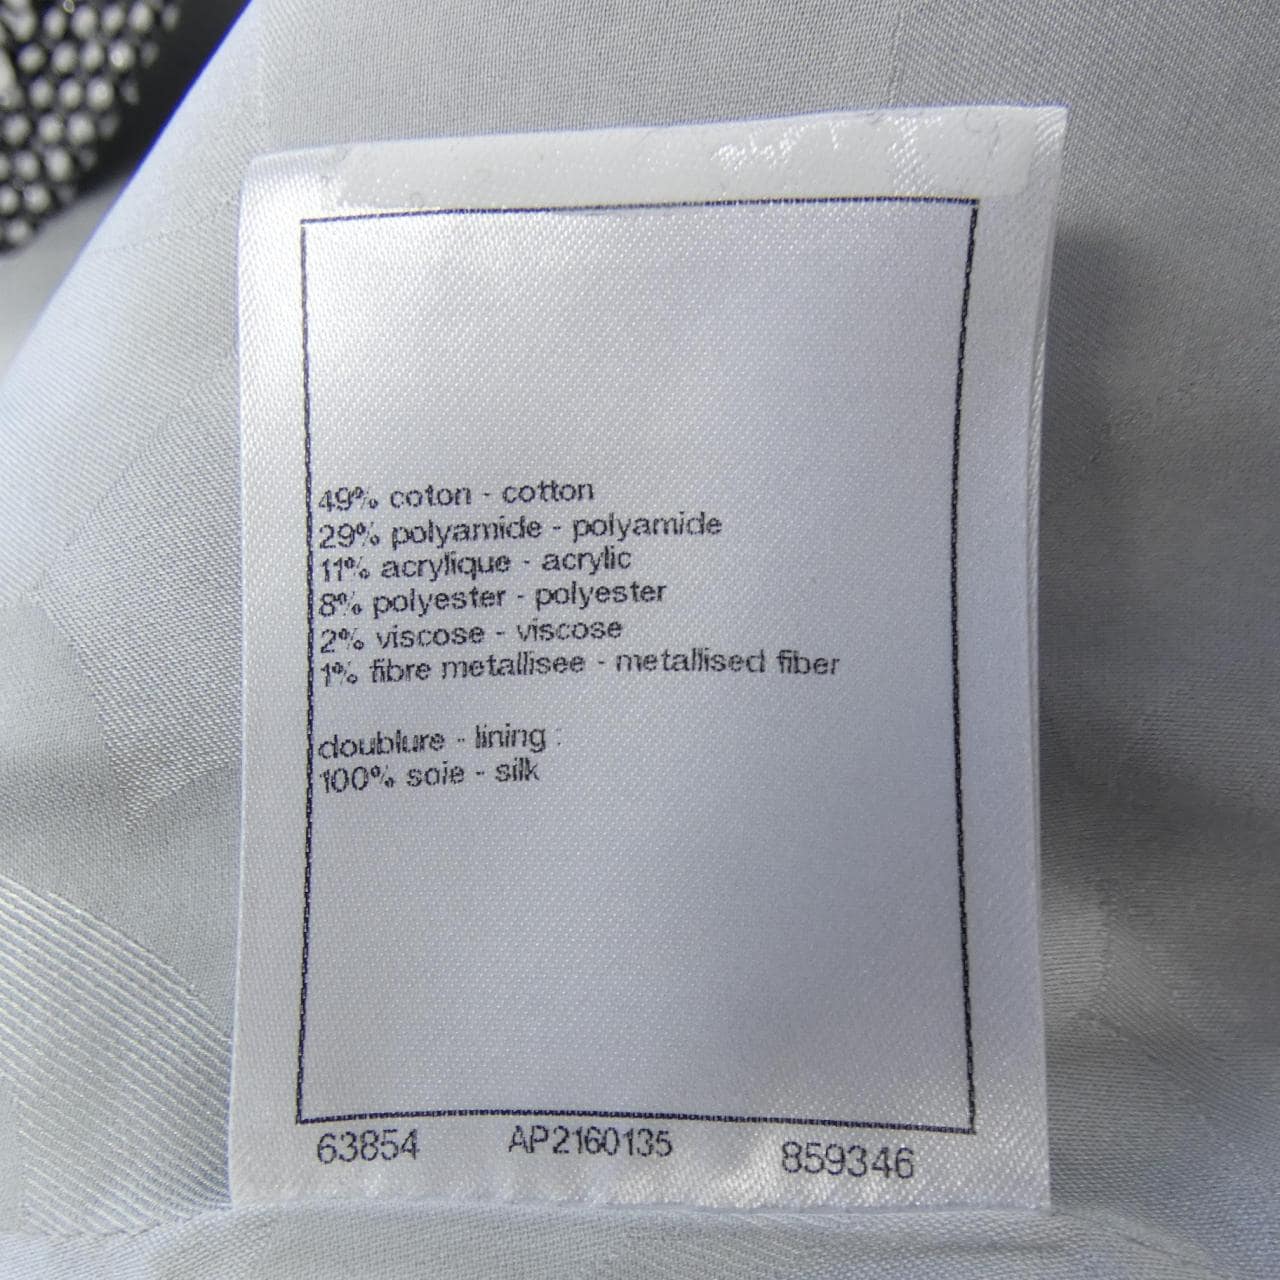 49% coton - cotton
29% polyamide - polyamide
11% acrylique - acrylic
8% polyester - polyester
2% viscose - viscose
1% fibre metallisee - metallised fiber
doublure - lining :
100% soie - silk
63854 AP2160135 859346